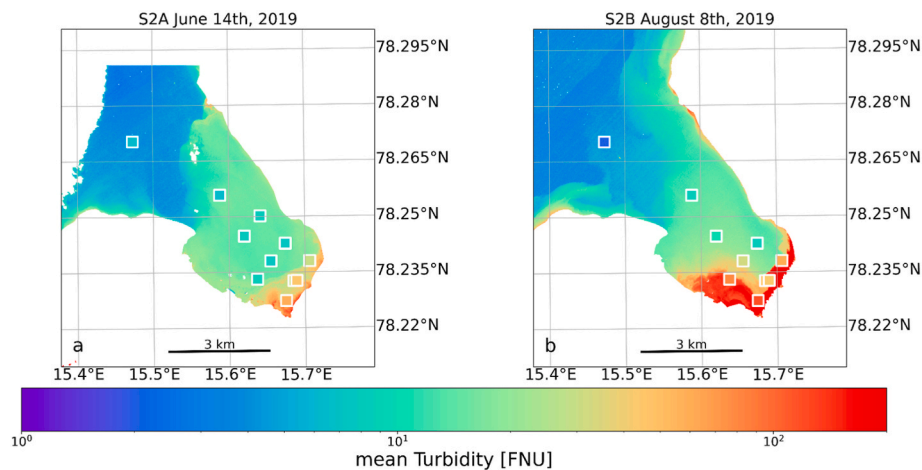 S2A June 14th, 2019
S2B August 8th, 2019
78.295°N
78.28°N
78.265°N
78.25°N
78.235°N
78.22°N
78.295°N
78.28°N
78.265°N
78.25°N
78.235°N
78.22°N
a
3 km
b
3 km
15.4°E 15.5°E 15.6°E 15.7°E
15.4°E 15.5°E 15.6°E 15.7°E
10⁰ 10¹ 10²
mean Turbidity [FNU]